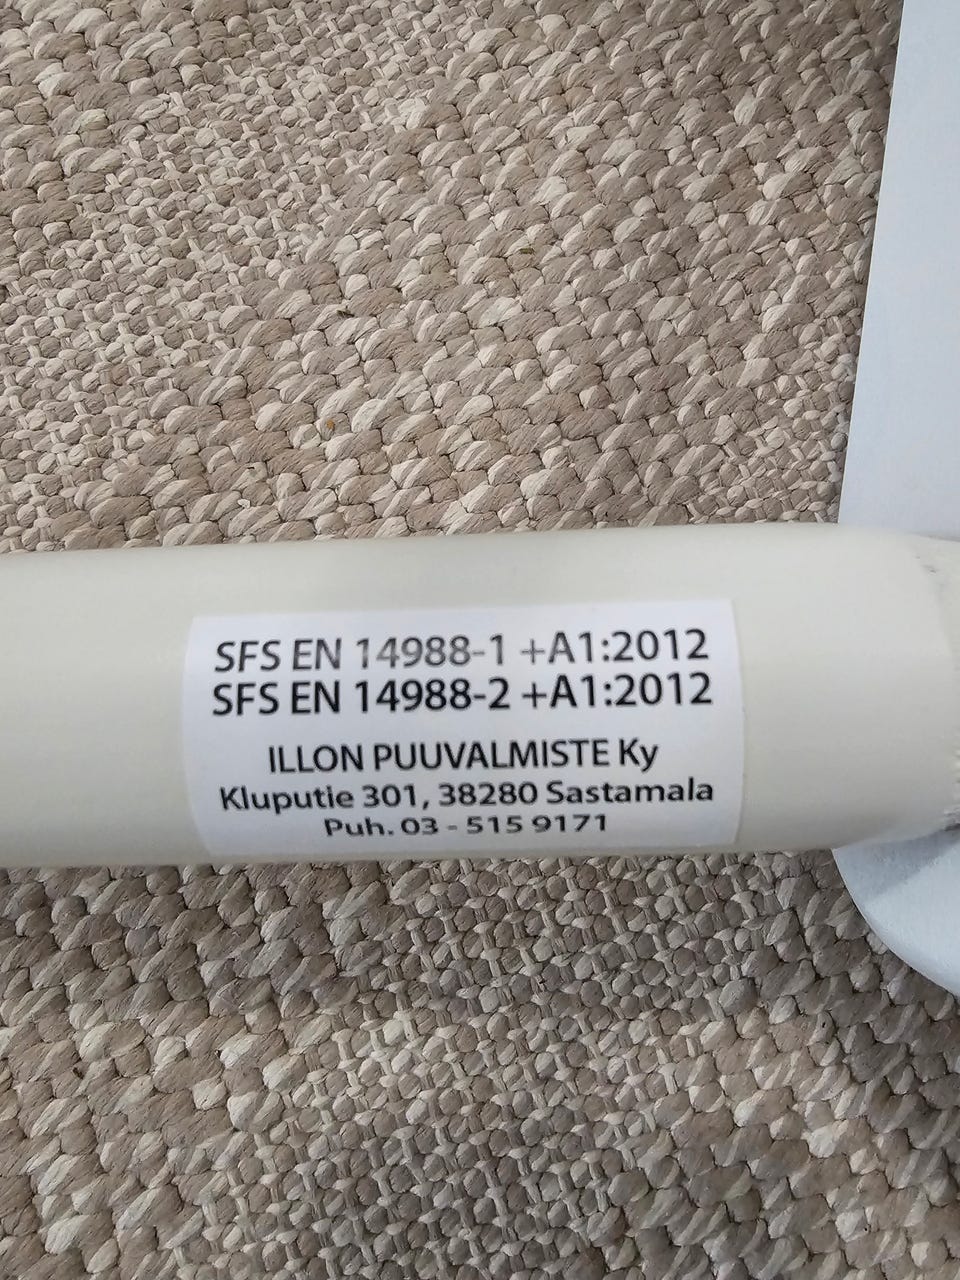 SFS EN 14988-1 +A1:2012
SFS EN 14988-2 +A1:2012
ILLON PUUVALMISTE Ky
Kluputie 301, 38280 Sastamala
Puh. 03 - 515 9171